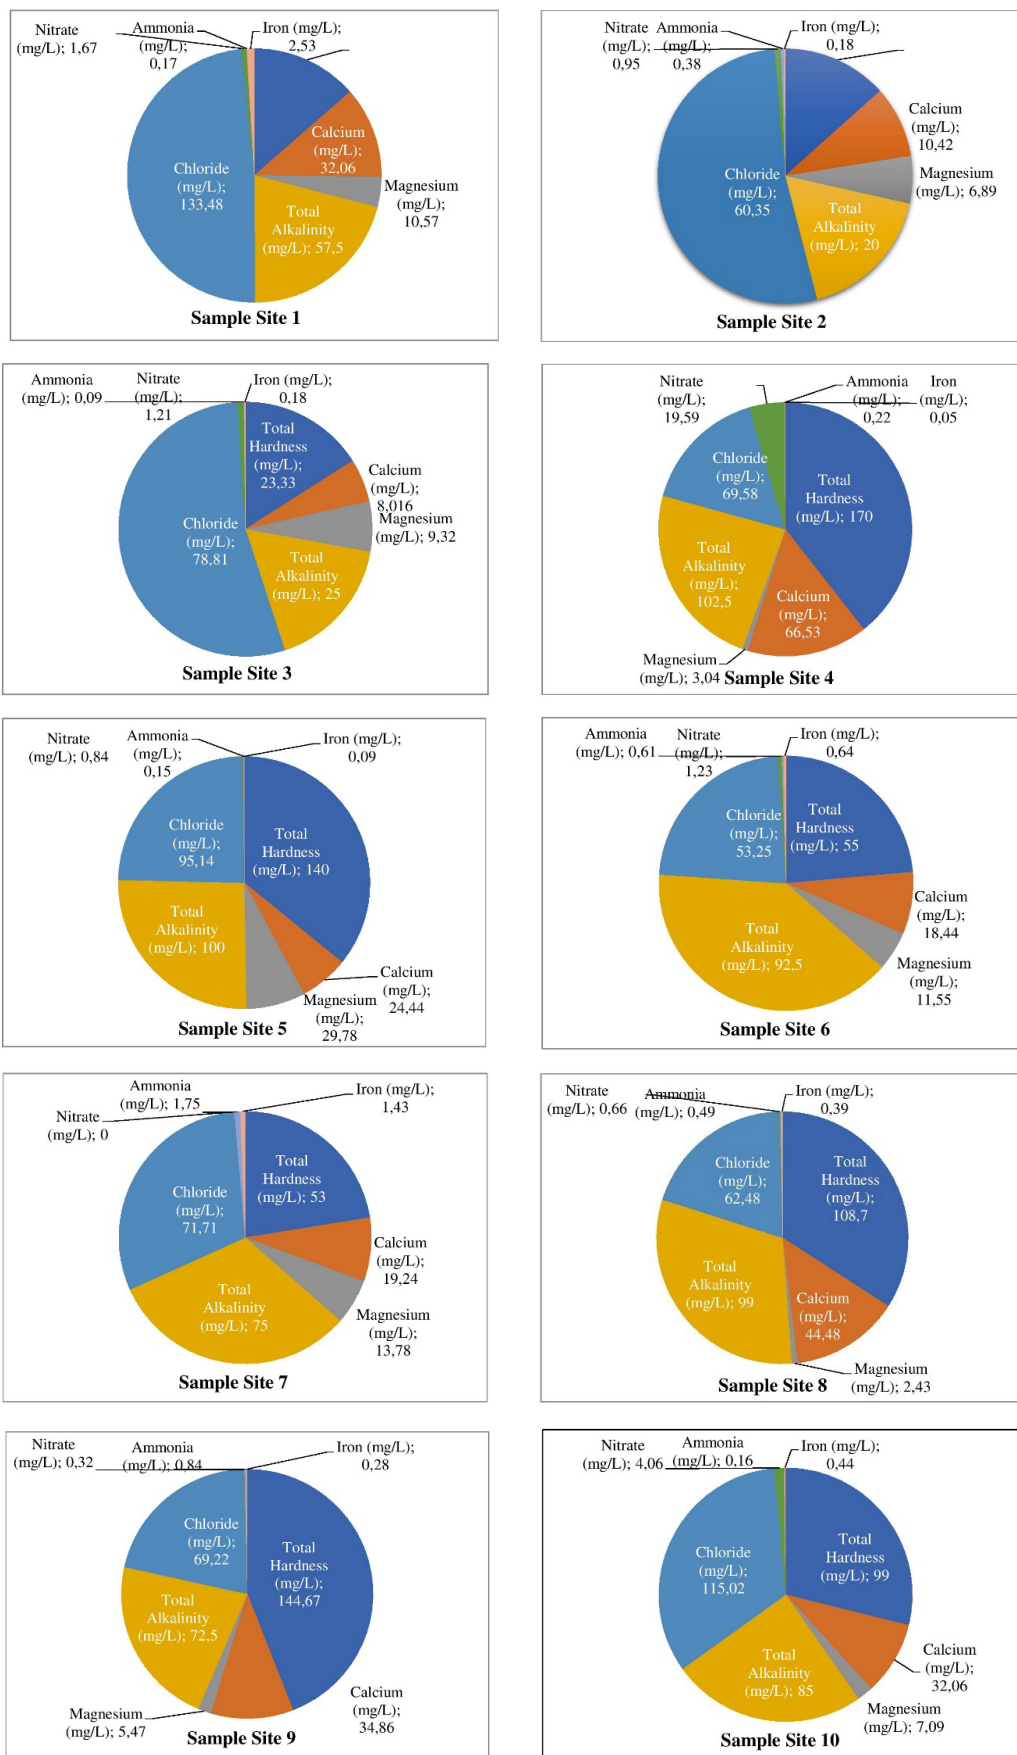 Nitrate
(mg/L); 1,67
Ammonia
(mg/L);
0,17
Iron (mg/L);
2,53
Calcium
(mg/L);
32,06
Magnesium
(mg/L);
10,57
Total
Alkalinity
(mg/L); 57,5
Chloride
(mg/L);
133,48
Sample Site 1
Nitrate
(mg/L);
0,95
Ammonia
(mg/L);
0,38
Iron (mg/L);
0,18
Calcium
(mg/L);
10,42
Magnesium
(mg/L); 6,89
Total
Alkalinity
(mg/L); 20
Chloride
(mg/L);
60,35
Sample Site 2
Ammonia
(mg/L); 0,09
Nitrate
(mg/L);
1,21
Iron (mg/L);
0,18
Total
Hardness
(mg/L);
23,33
Calcium
(mg/L);
8,016
Magnesium
(mg/L); 9,32
Total
Alkalinity
(mg/L); 25
Chloride
(mg/L);
78,81
Sample Site 3
Nitrate
(mg/L);
19,59
Ammonia
(mg/L);
0,22
Iron
(mg/L);
0,05
Total
Hardness
(mg/L); 170
Calcium
(mg/L);
66,53
Magnesium
(mg/L); 3,04
Total
Alkalinity
(mg/L);
102,5
Chloride
(mg/L);
69,58
Sample Site 4
Nitrate
(mg/L); 0,84
Ammonia
(mg/L);
0,15
Iron (mg/L);
0,09
Total
Hardness
(mg/L); 140
Calcium
(mg/L);
24,44
Magnesium
(mg/L);
29,78
Total
Alkalinity
(mg/L); 100
Chloride
(mg/L);
95,14
Sample Site 5
Ammonia
(mg/L); 0,61
Nitrate
(mg/L);
1,23
Iron (mg/L);
0,64
Total
Hardness
(mg/L); 55
Calcium
(mg/L);
18,44
Magnesium
(mg/L);
11,55
Total
Alkalinity
(mg/L); 92,5
Chloride
(mg/L);
53,25
Sample Site 6
Ammonia
(mg/L); 1,75
Nitrate
(mg/L); 0
Iron (mg/L);
1,43
Total
Hardness
(mg/L); 53
Calcium
(mg/L);
19,24
Magnesium
(mg/L);
13,78
Total
Alkalinity
(mg/L); 75
Chloride
(mg/L);
71,71
Sample Site 7
Nitrate
(mg/L); 0,66
Ammonia
(mg/L); 0,49
Iron (mg/L);
0,39
Total
Hardness
(mg/L);
108,7
Calcium
(mg/L);
44,48
Magnesium
(mg/L); 2,43
Total
Alkalinity
(mg/L); 99
Chloride
(mg/L);
62,48
Sample Site 8
Nitrate
(mg/L); 0,32
Ammonia
(mg/L); 0,84
Iron (mg/L);
0,28
Total
Hardness
(mg/L);
144,67
Calcium
(mg/L);
34,86
Magnesium
(mg/L); 5,47
Total
Alkalinity
(mg/L); 72,5
Chloride
(mg/L);
69,22
Sample Site 9
Nitrate
(mg/L); 4,06
Ammonia
(mg/L); 0,16
Iron (mg/L);
0,44
Total
Hardness
(mg/L); 99
Calcium
(mg/L);
32,06
Magnesium
(mg/L); 7,09
Total
Alkalinity
(mg/L); 85
Chloride
(mg/L);
115,02
Sample Site 10